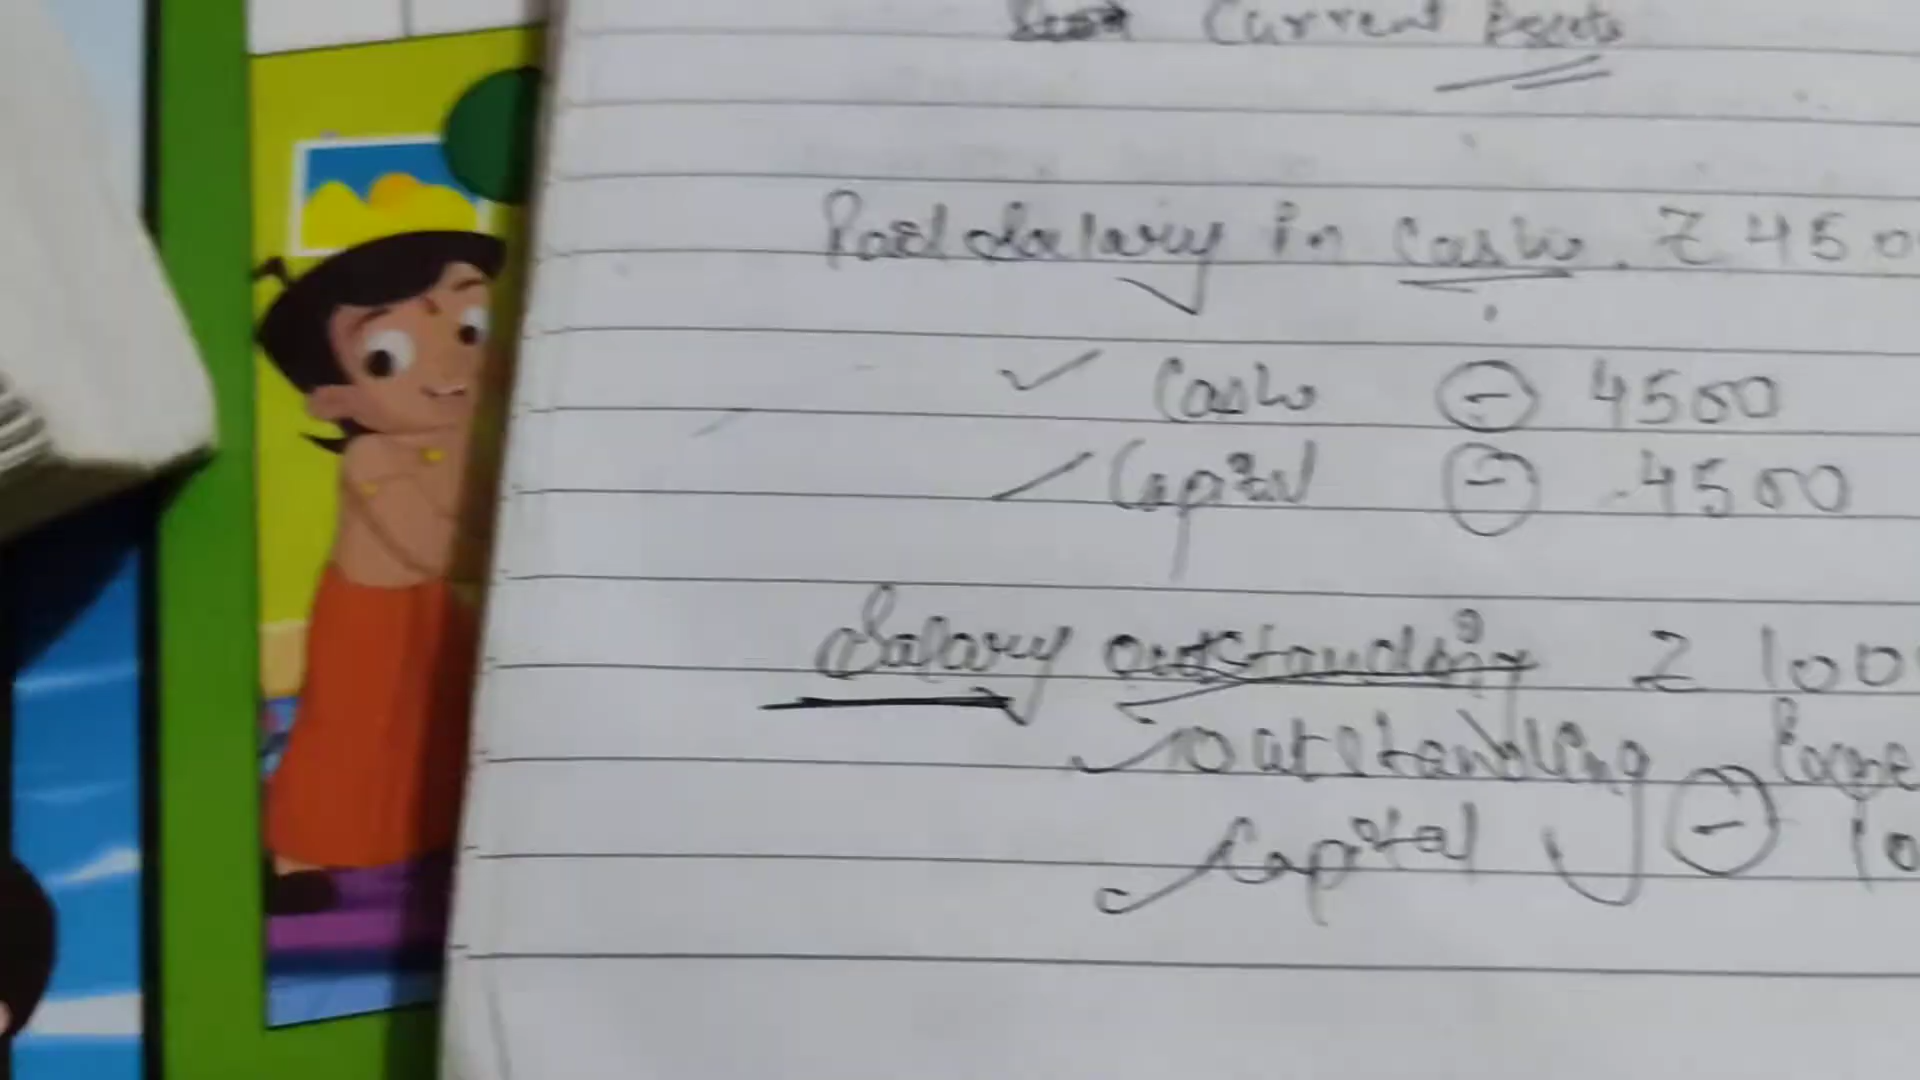 Current Assets
Paid Salary in Cash. ₹ 450
Cash - 4500
Capital - 4500
Salary outstanding ₹ 100
outstanding
Capital - 10